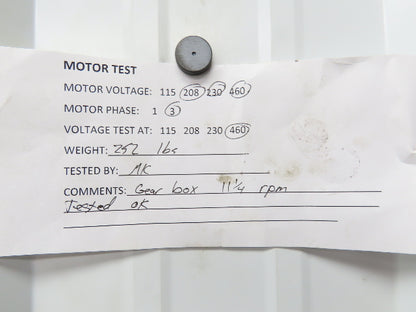 MOTOR TEST
MOTOR VOLTAGE: 115 208 230 460
MOTOR PHASE: 1 3
VOLTAGE TEST AT: 115 208 230 460
WEIGHT: 252 lbs
TESTED BY: MK
COMMENTS: Gear box 11 1/4 rpm
Tested OK